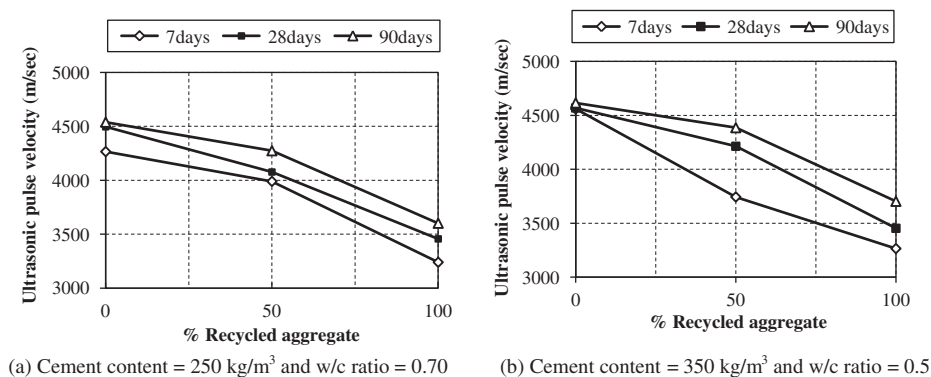 7days 28days 90days
5000
4500
4000
3500
3000
Ultrasonic pulse velocity (m/sec)
0 50 100
% Recycled aggregate
(a) Cement content = 250 kg/m³ and w/c ratio = 0.70
7days 28days 90days
5000
4500
4000
3500
3000
Ultrasonic pulse velocity (m/sec)
0 50 100
% Recycled aggregate
(b) Cement content = 350 kg/m³ and w/c ratio = 0.5